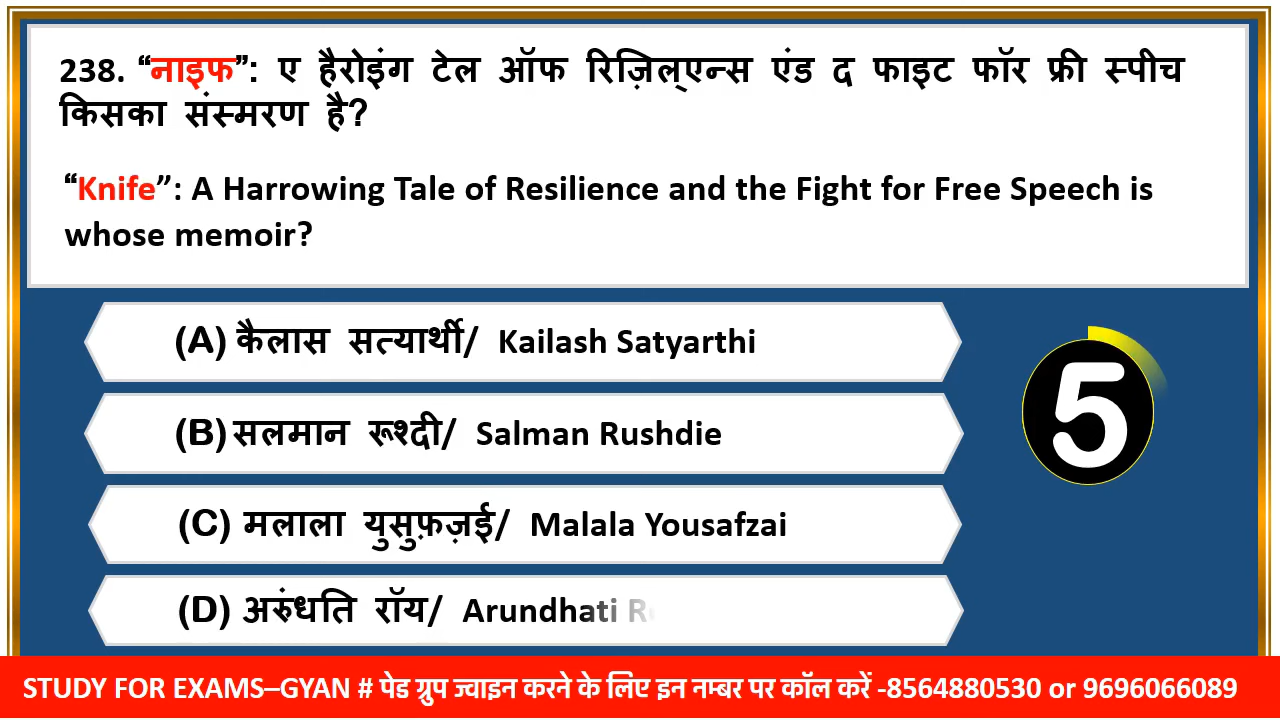 238. “नाइफ”: ए हैरोइंग टेल ऑफ रिज़िल्एन्स एंड द फाइट फॉर फ्री स्पीच
किसका संस्मरण है?
“Knife”: A Harrowing Tale of Resilience and the Fight for Free Speech is
whose memoir?
(A) कैलास सत्यार्थी/ Kailash Satyarthi
(B) सलमान रूश्दी/ Salman Rushdie
5
(C) मलाला युसुफ़ज़ई/ Malala Yousafzai
(D) अरुंधति रॉय/ Arundhati
STUDY FOR EXAMS–GYAN # पेड ग्रुप ज्वाइन करने के लिए इन नम्बर पर कॉल करें -8564880530 or 9696066089